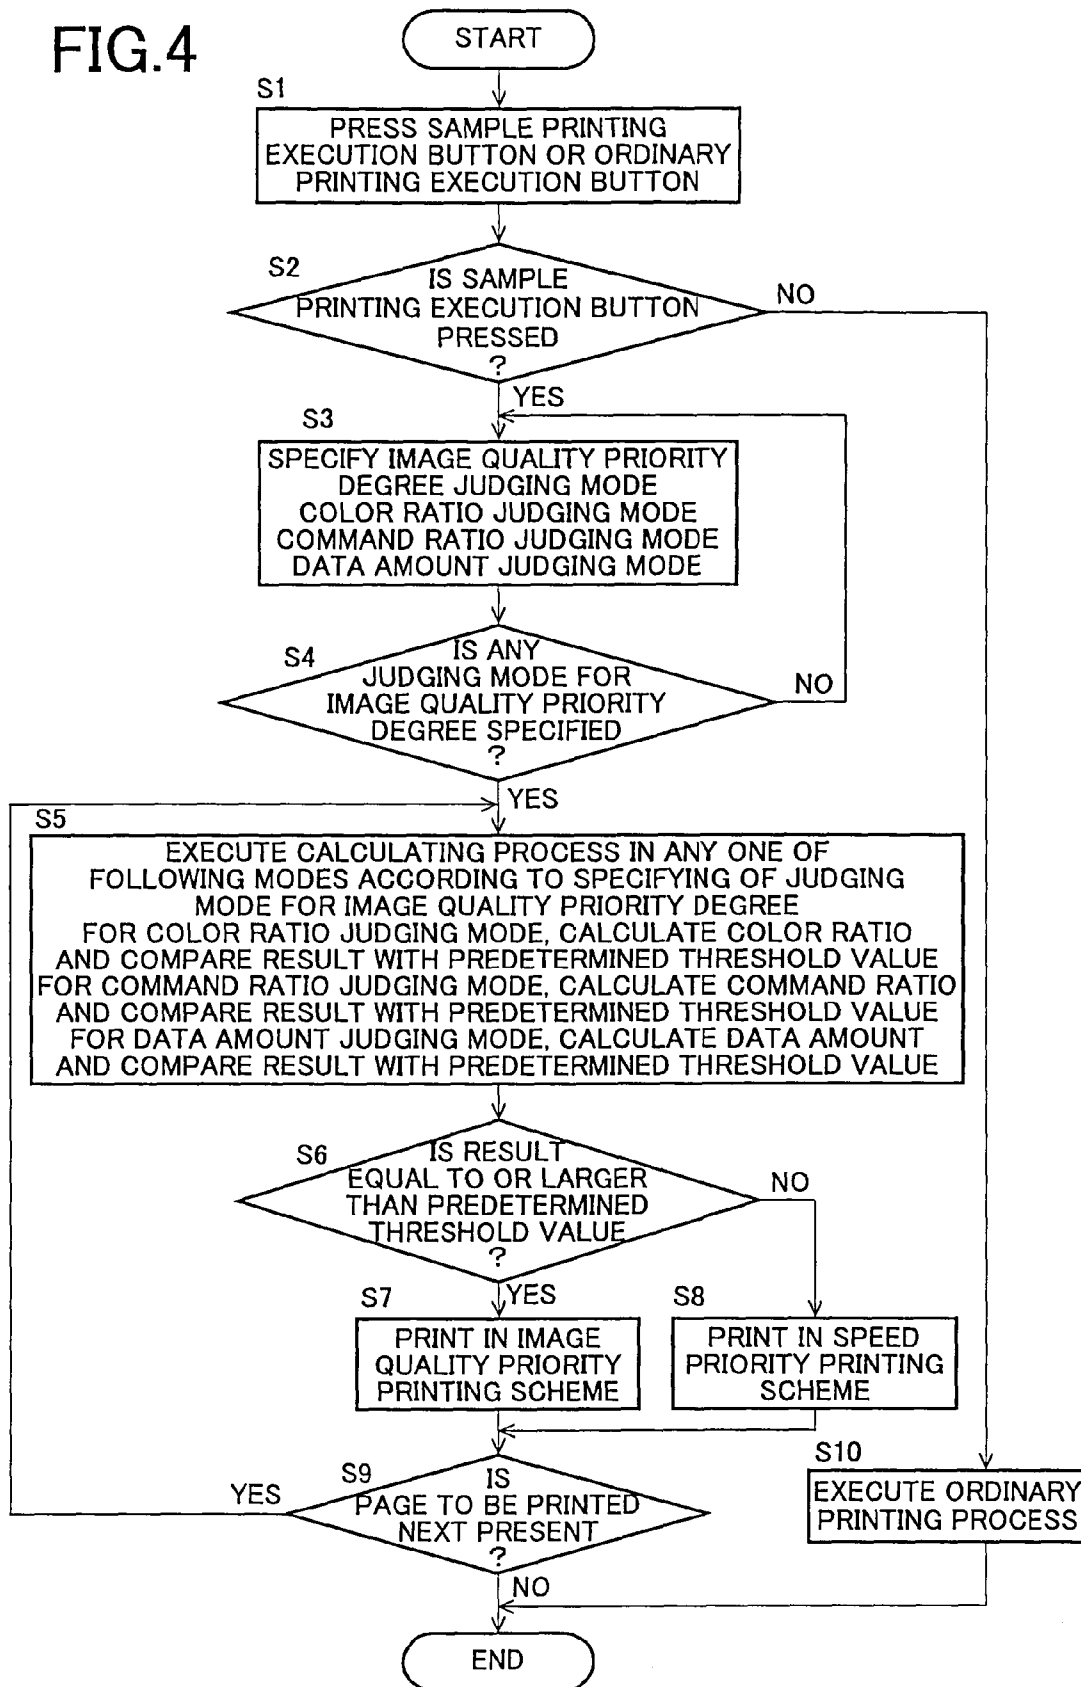 FIG.4
START
S1
PRESS SAMPLE PRINTING
EXECUTION BUTTON OR ORDINARY
PRINTING EXECUTION BUTTON
S2
IS SAMPLE
PRINTING EXECUTION BUTTON
PRESSED
?
NO
YES
S3
SPECIFY IMAGE QUALITY PRIORITY
DEGREE JUDGING MODE
COLOR RATIO JUDGING MODE
COMMAND RATIO JUDGING MODE
DATA AMOUNT JUDGING MODE
S4
IS ANY
JUDGING MODE FOR
IMAGE QUALITY PRIORITY
DEGREE SPECIFIED
?
NO
YES
S5
EXECUTE CALCULATING PROCESS IN ANY ONE OF
FOLLOWING MODES ACCORDING TO SPECIFYING OF JUDGING
MODE FOR IMAGE QUALITY PRIORITY DEGREE
FOR COLOR RATIO JUDGING MODE, CALCULATE COLOR RATIO
AND COMPARE RESULT WITH PREDETERMINED THRESHOLD VALUE
FOR COMMAND RATIO JUDGING MODE, CALCULATE COMMAND RATIO
AND COMPARE RESULT WITH PREDETERMINED THRESHOLD VALUE
FOR DATA AMOUNT JUDGING MODE, CALCULATE DATA AMOUNT
AND COMPARE RESULT WITH PREDETERMINED THRESHOLD VALUE
S6
IS RESULT
EQUAL TO OR LARGER
THAN PREDETERMINED
THRESHOLD VALUE
?
NO
YES
S7
PRINT IN IMAGE
QUALITY PRIORITY
PRINTING SCHEME
S8
PRINT IN SPEED
PRIORITY PRINTING
SCHEME
S9
IS
PAGE TO BE PRINTED
NEXT PRESENT
?
YES
NO
S10
EXECUTE ORDINARY
PRINTING PROCESS
END